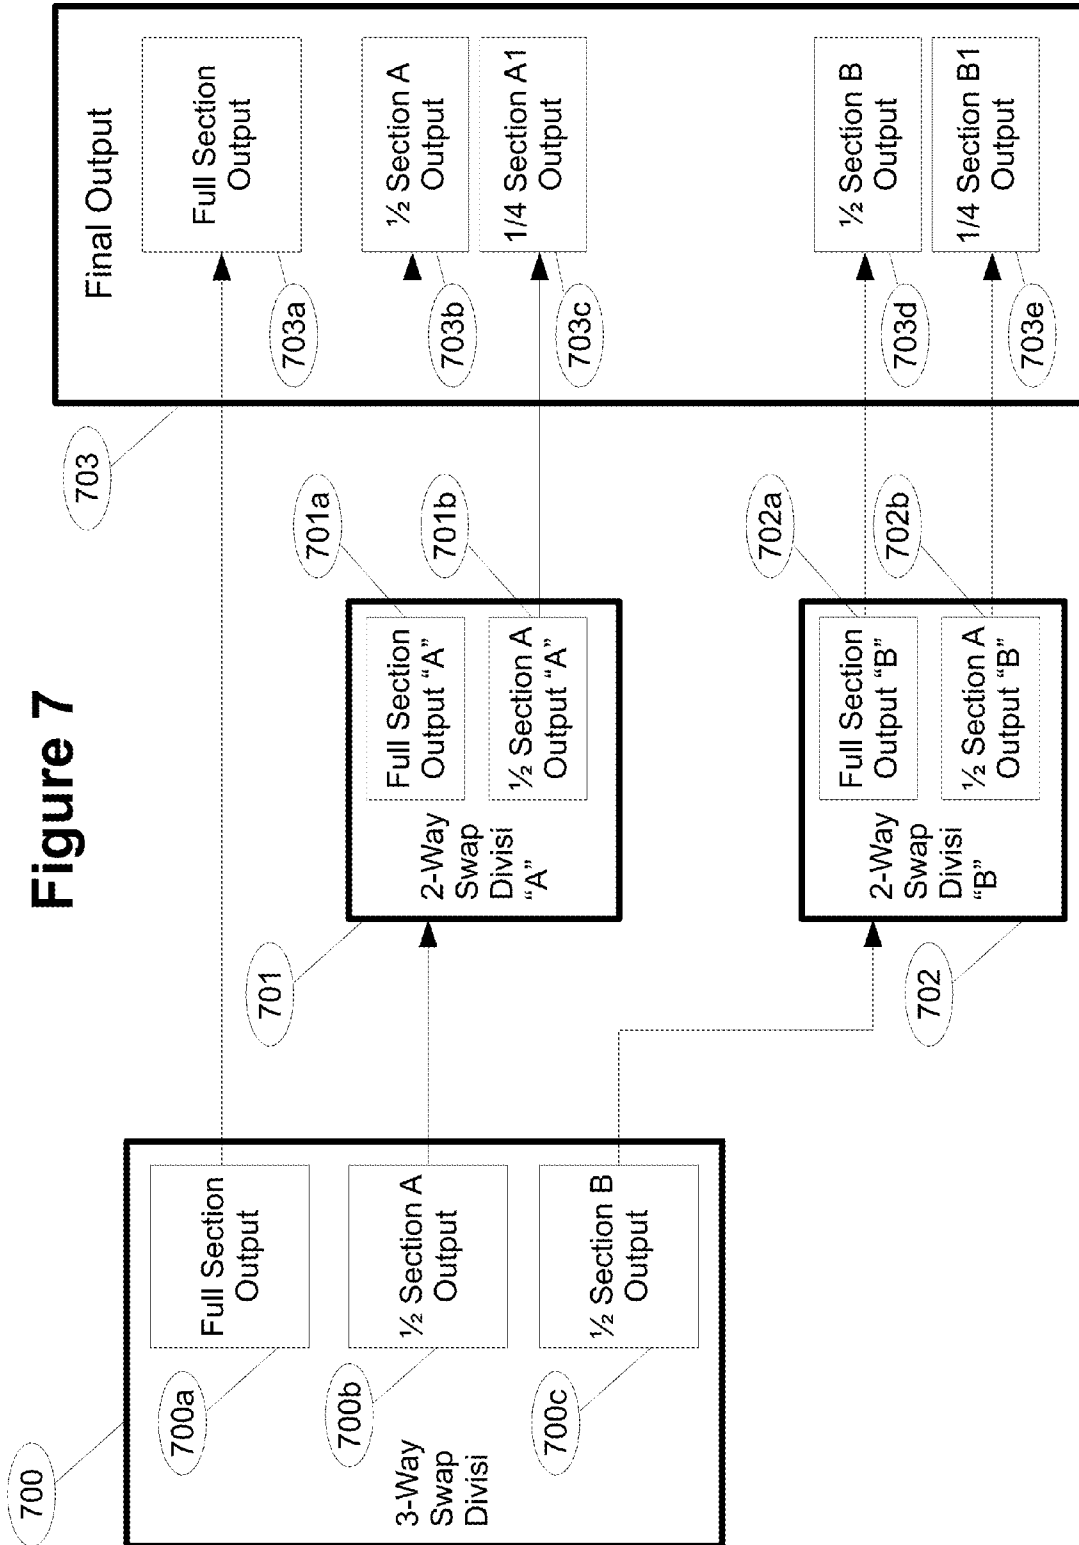 Figure 7
700
3-Way
Swap
Divisi
700a
Full Section
Output
700b
½ Section A
Output
700c
½ Section B
Output
701
2-Way
Swap
Divisi
“A”
701a
Full Section
Output “A”
701b
½ Section A
Output “A”
702
2-Way
Swap
Divisi
“B”
702a
Full Section
Output “B”
702b
½ Section A
Output “B”
703
Final Output
703a
Full Section
Output
703b
½ Section A
Output
703c
1/4 Section A1
Output
703d
½ Section B
Output
703e
1/4 Section B1
Output